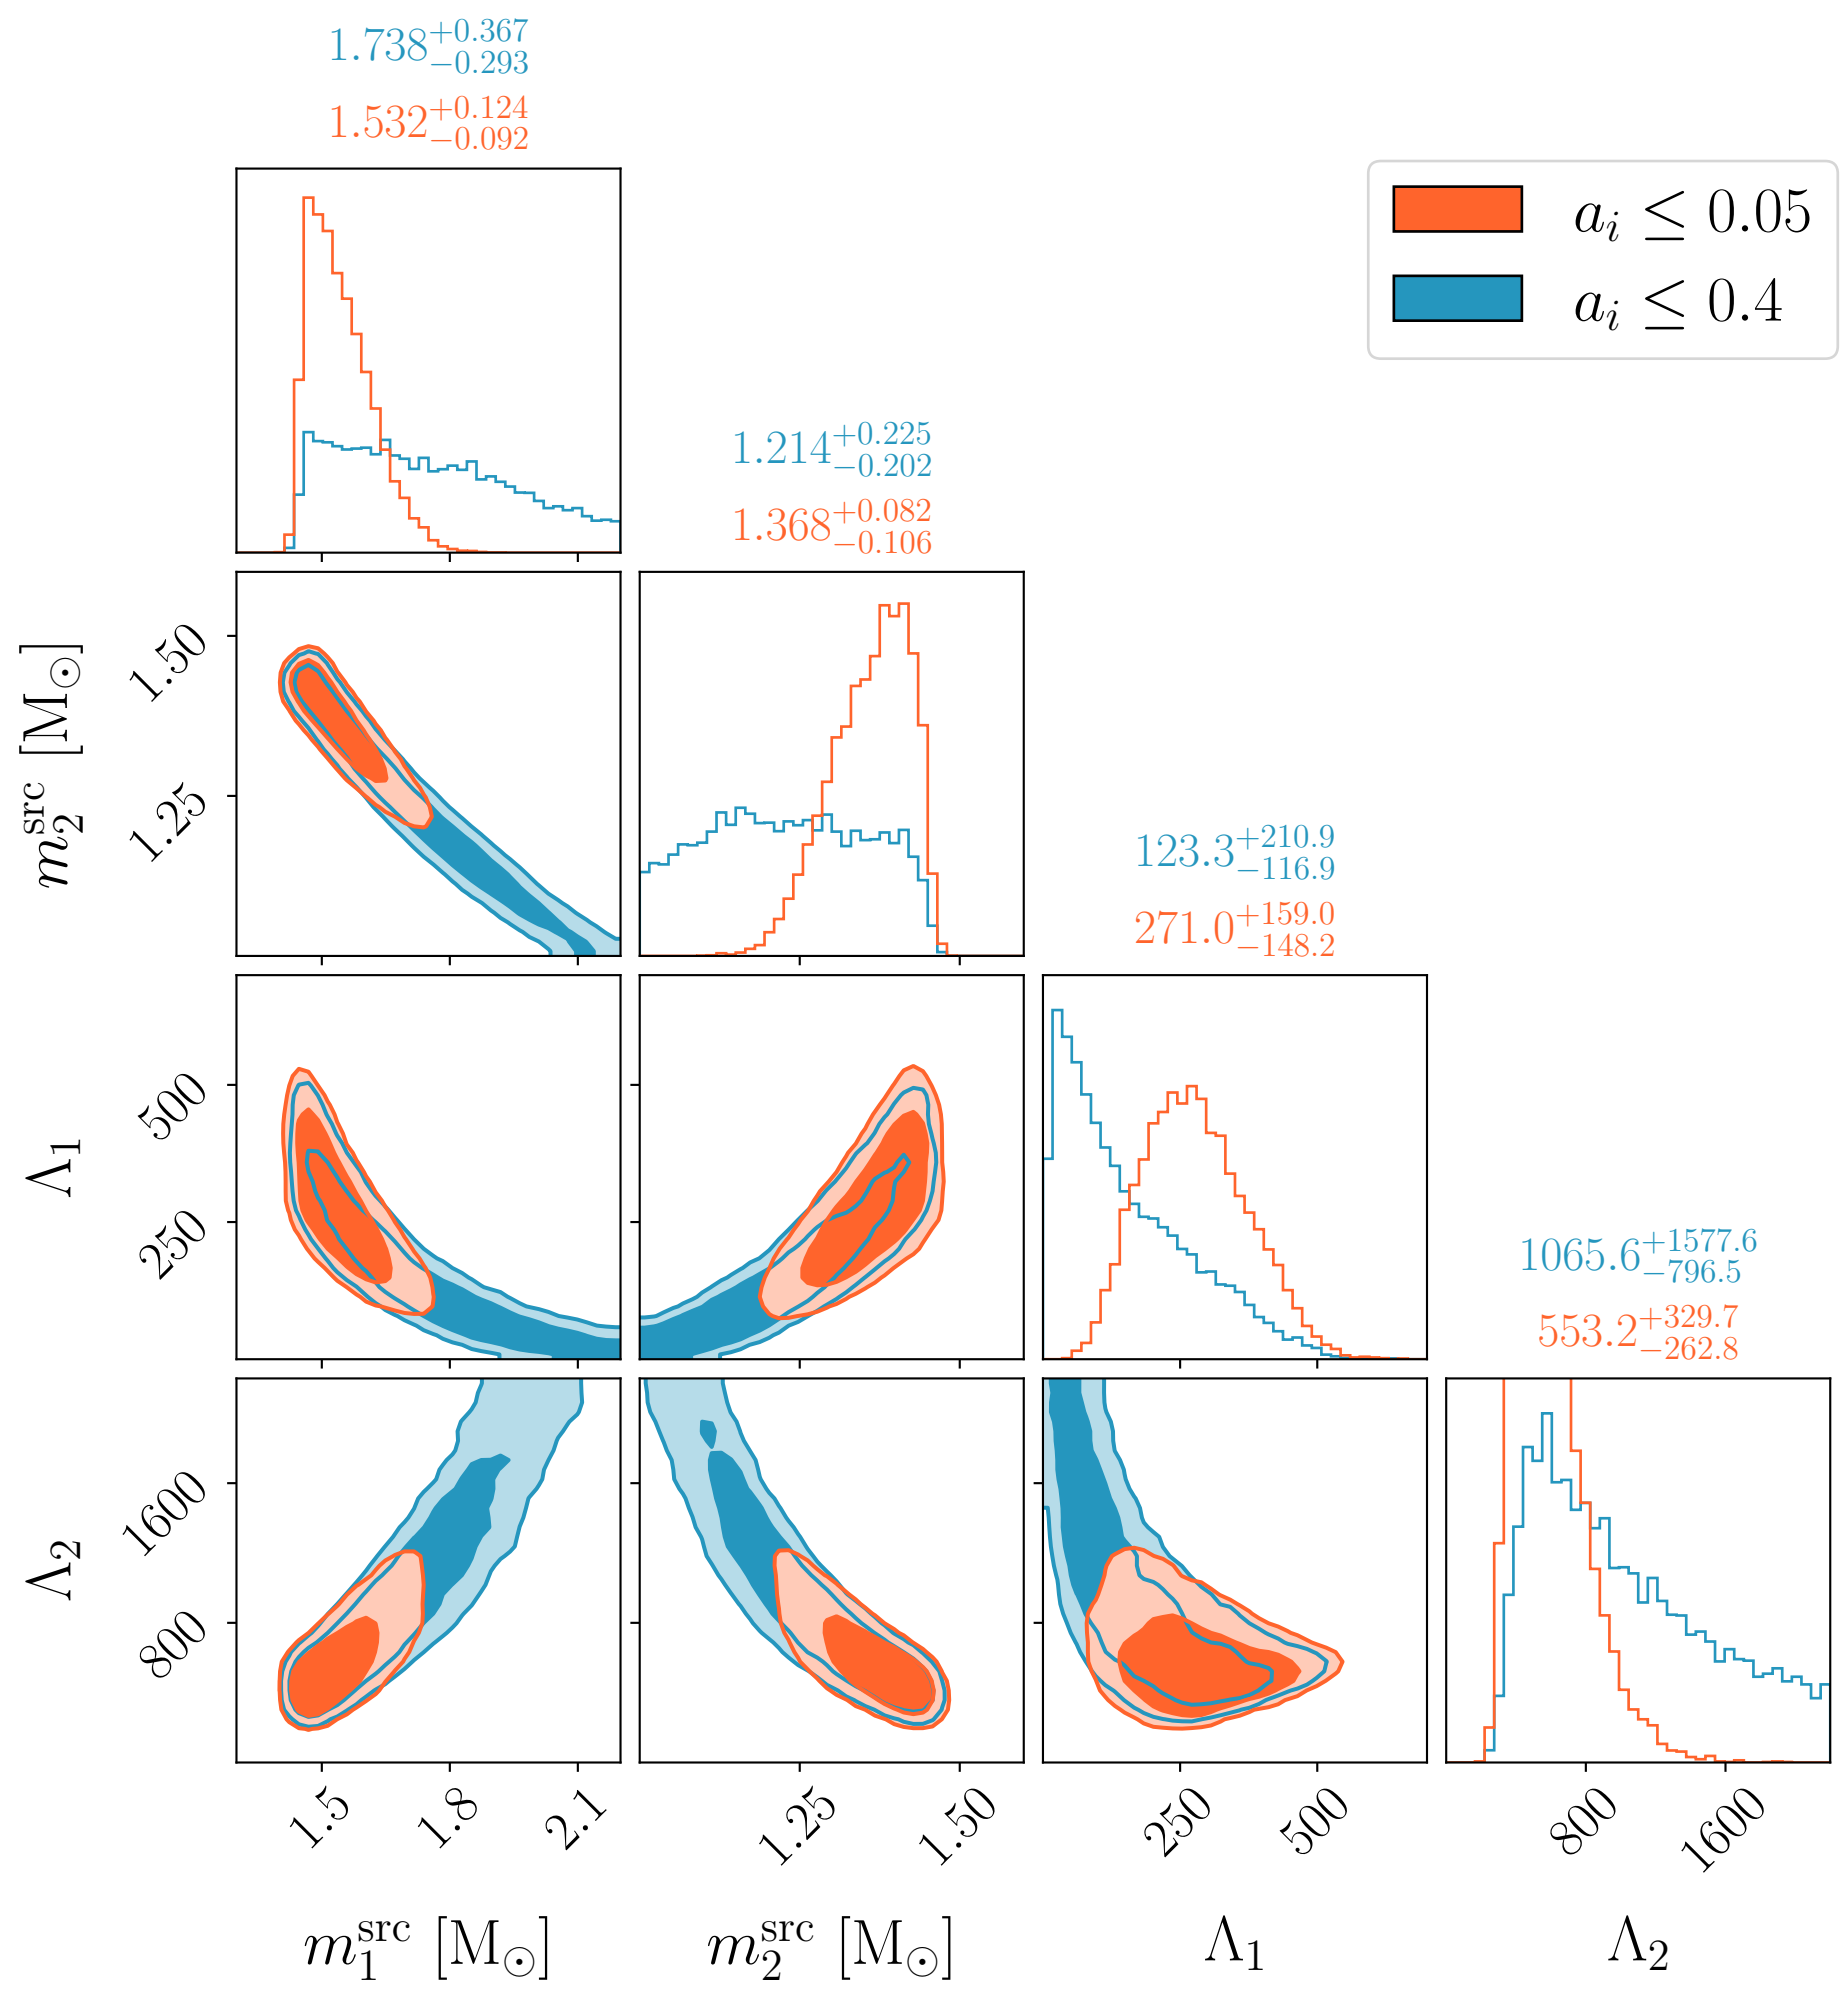 1.738^{+0.367}_{−0.293}
1.532^{+0.124}_{−0.092}
a_i ≤ 0.05
a_i ≤ 0.4
1.214^{+0.225}_{−0.202}
1.368^{+0.082}_{−0.106}
m_2^{src} [M_⊙]
1.50
1.25
123.3^{+210.9}_{−116.9}
271.0^{+159.0}_{−148.2}
Λ_1
500
250
1065.6^{+1577.6}_{−796.5}
553.2^{+329.7}_{−262.8}
Λ_2
1600
800
1.5 1.8 2.1 1.25 1.50 250 500 800 1600
m_1^{src} [M_⊙] m_2^{src} [M_⊙] Λ_1 Λ_2